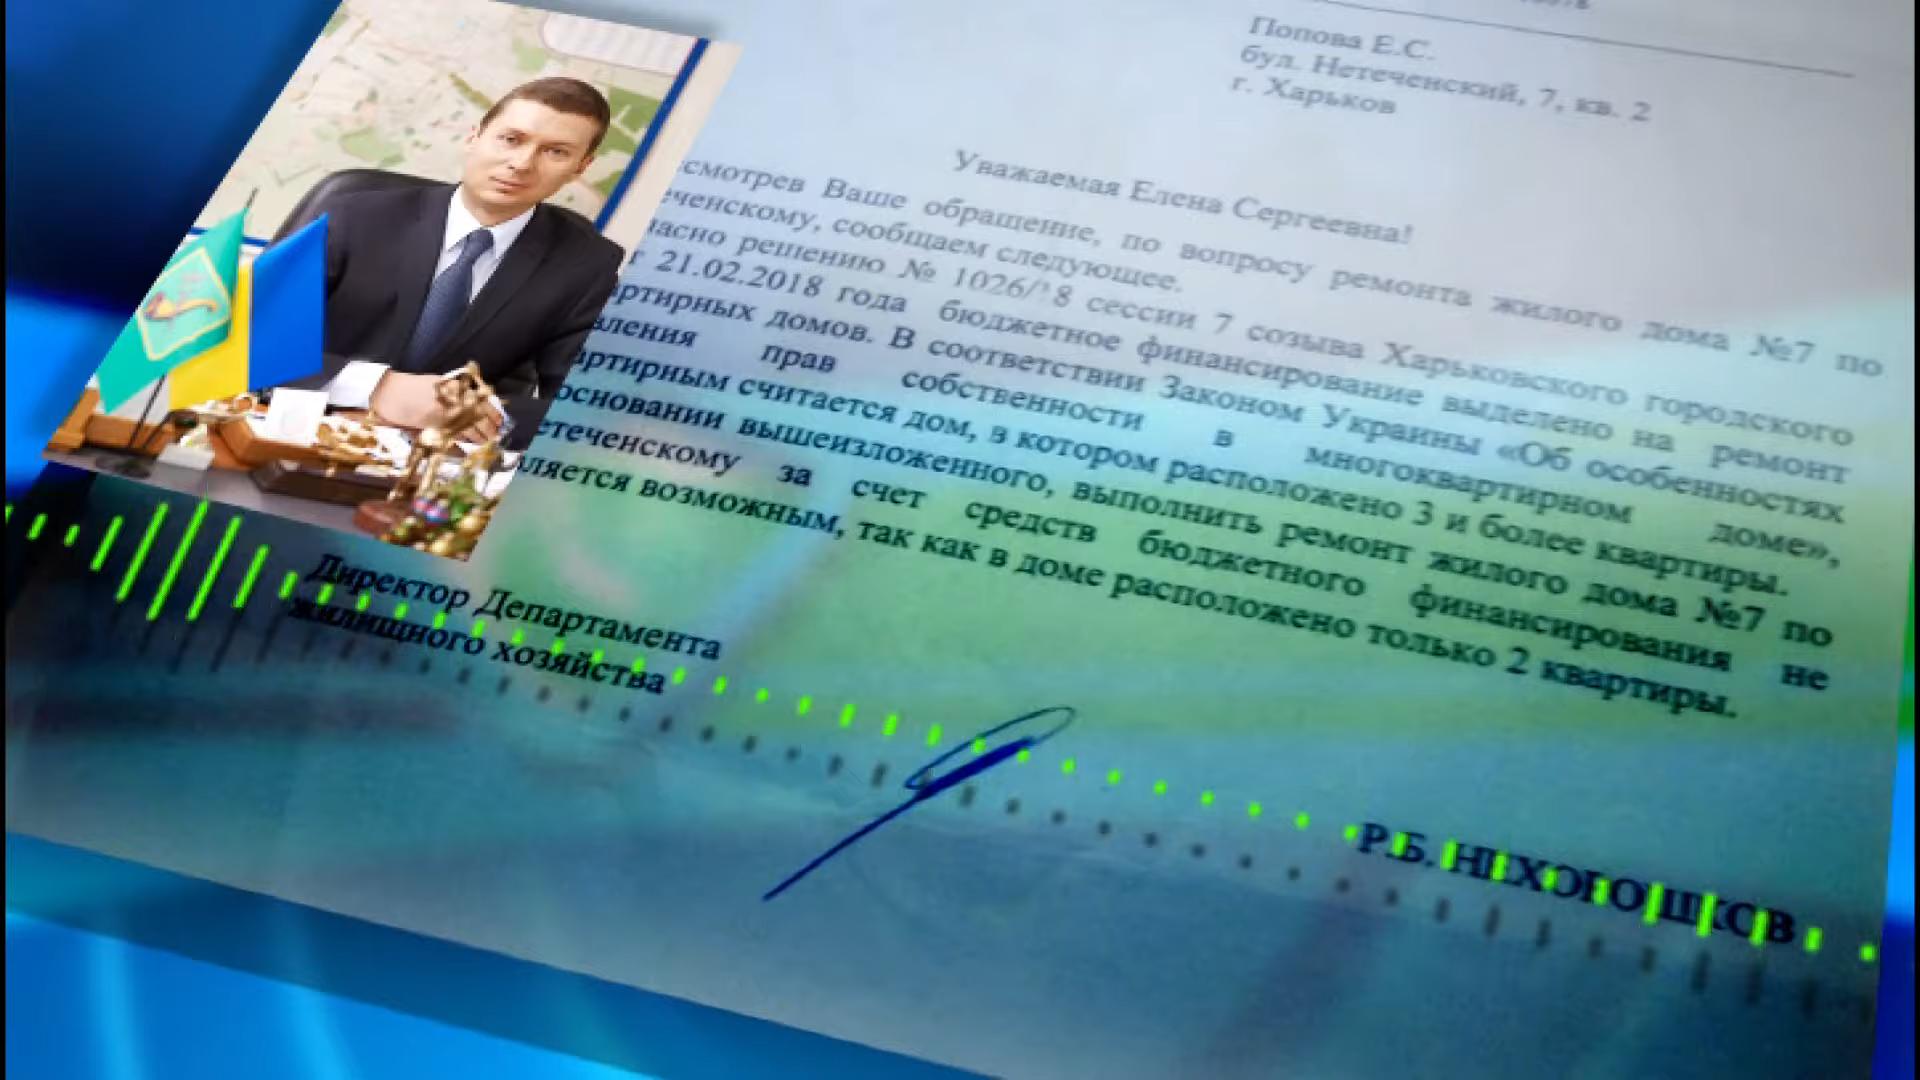 Попова Е.С.
бул. Нетеченский, 7, кв. 2
г. Харьков
Уважаемая Елена Сергеевна!
смотрев Ваше обращение, по вопросу ремонта жилого дома №7 по
еченскому, сообщаем следующее.
ласно решению № 1026/18 сессии 7 созыва Харьковского городского
т 21.02.2018 года бюджетное финансирование выделено на ремонт
артирных домов. В соответствии Законом Украины «Об особенностях
вления прав собственности в многоквартирном доме»,
артирным считается дом, в котором расположено 3 и более квартиры.
основании вышеизложенного, выполнить ремонт жилого дома №7 по
етеченскому за счет средств бюджетного финансирования не
вляется возможным, так как в доме расположено только 2 квартиры.
Директор Департамента
жилищного хозяйства
Р.Б. НЕХОРОШКОВ